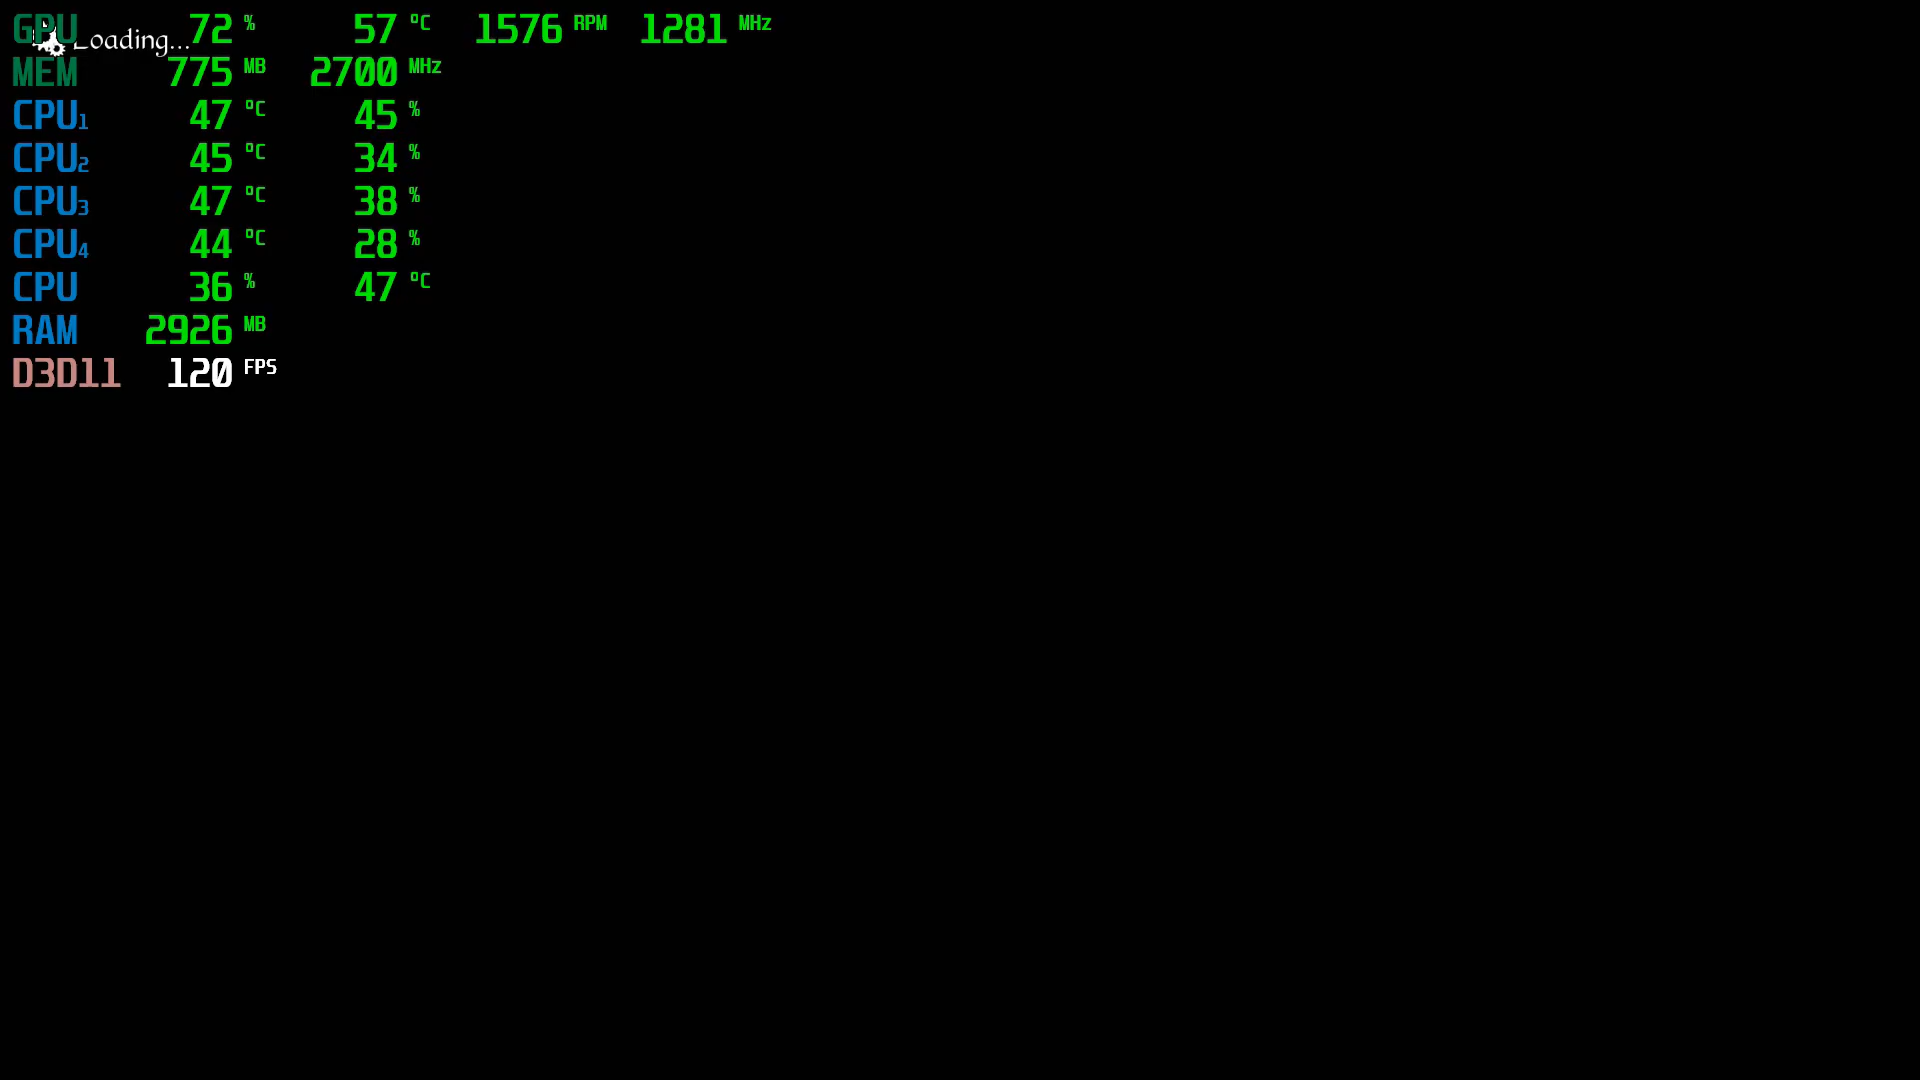 GPU 72 % 57 °C 1576 RPM 1281 MHz
Loading...
MEM 775 MB 2700 MHz
CPU1 47 °C 45 %
CPU2 45 °C 34 %
CPU3 47 °C 38 %
CPU4 44 °C 28 %
CPU 36 % 47 °C
RAM 2926 MB
D3D11 120 FPS